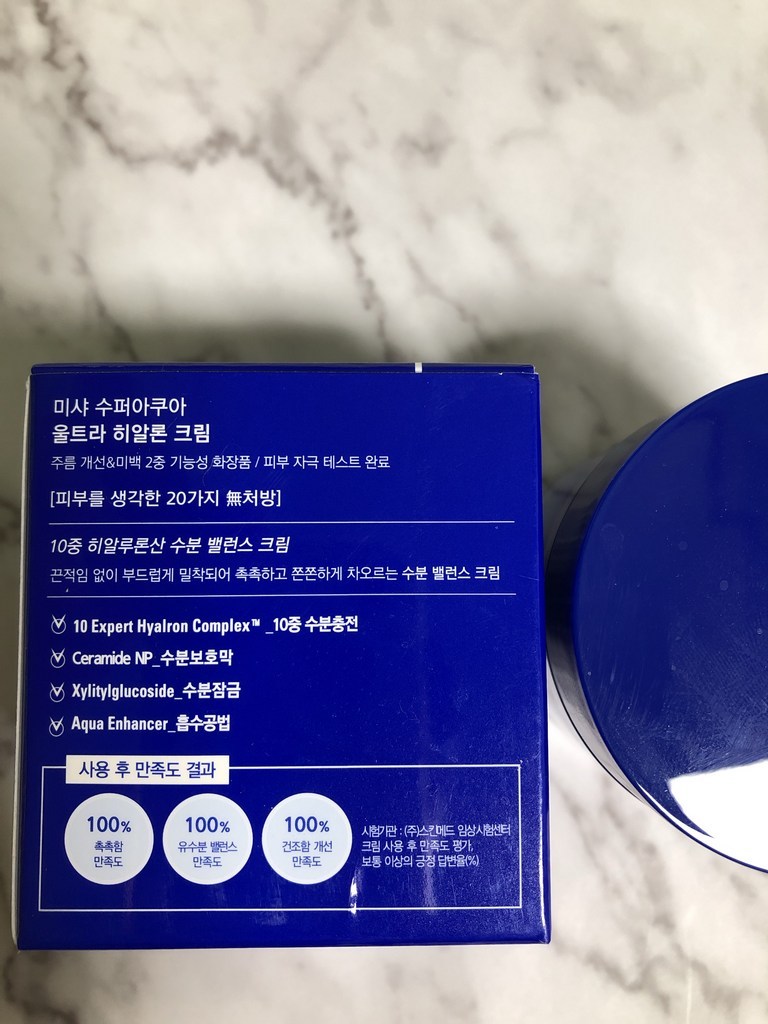 미샤 수퍼아쿠아
울트라 히알론 크림
주름 개선&미백 2중 기능성 화장품 / 피부 자극 테스트 완료
[피부를 생각한 20가지 無처방]
10중 히알루론산 수분 밸런스 크림
끈적임 없이 부드럽게 밀착되어 촉촉하고 쫀쫀하게 차오르는 수분 밸런스 크림
10 Expert Hyalron Complex™ _10중 수분충전
Ceramide NP_수분보호막
Xylitylglucoside_수분잠금
Aqua Enhancer_흡수공법
사용 후 만족도 결과
100%
촉촉함
만족도
100%
유수분 밸런스
만족도
100%
건조함 개선
만족도
시험기관 : (주)스킨메드 임상시험센터
크림 사용 후 만족도 평가,
보통 이상의 긍정 답변율(%)